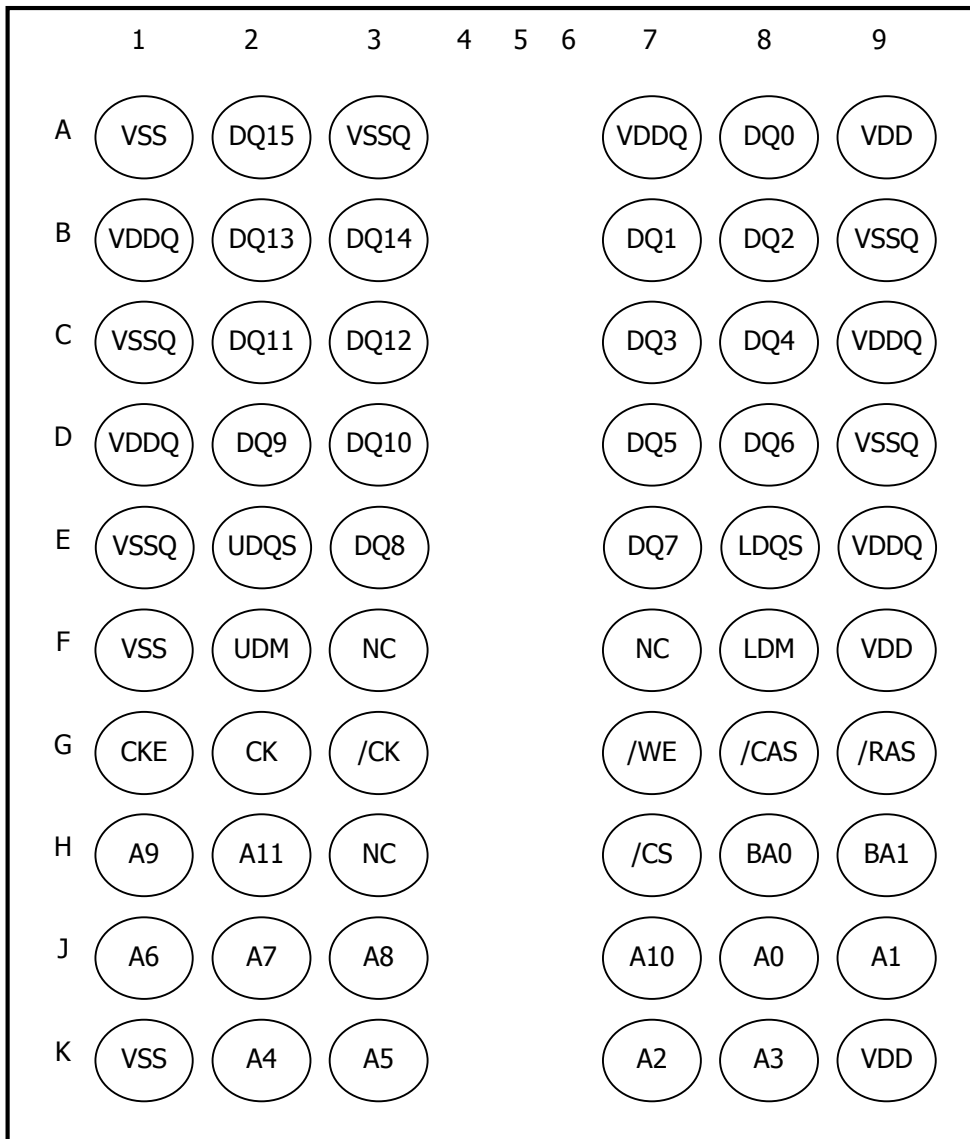 1 2 3 4 5 6 7 8 9
A VSS DQ15 VSSQ VDDQ DQ0 VDD
B VDDQ DQ13 DQ14 DQ1 DQ2 VSSQ
C VSSQ DQ11 DQ12 DQ3 DQ4 VDDQ
D VDDQ DQ9 DQ10 DQ5 DQ6 VSSQ
E VSSQ UDQS DQ8 DQ7 LDQS VDDQ
F VSS UDM NC NC LDM VDD
G CKE CK /CK /WE /CAS /RAS
H A9 A11 NC /CS BA0 BA1
J A6 A7 A8 A10 A0 A1
K VSS A4 A5 A2 A3 VDD